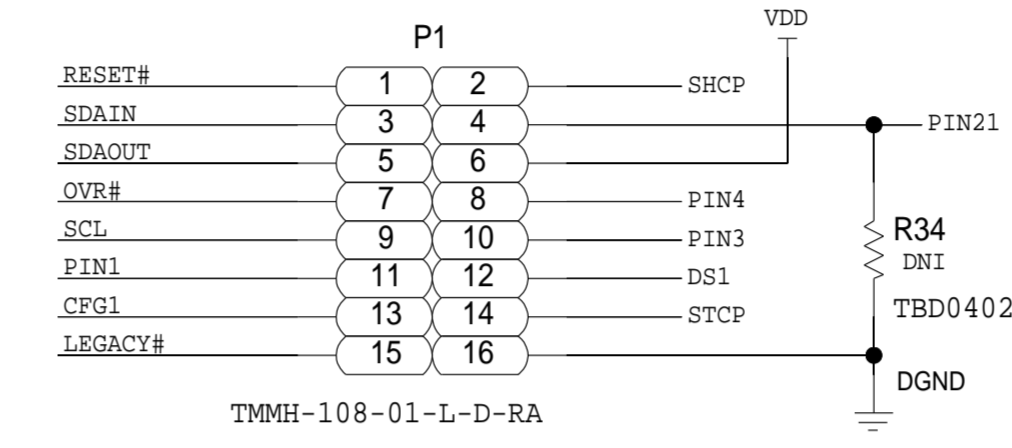 VDD
P1
RESET# 1 2 SHCP
SDAIN 3 4 PIN21
SDAOUT 5 6
OVR# 7 8 PIN4
SCL 9 10 PIN3
PIN1 11 12 DS1
CFG1 13 14 STCP
LEGACY# 15 16
R34
DNI
TBD0402
DGND
TMMH-108-01-L-D-RA